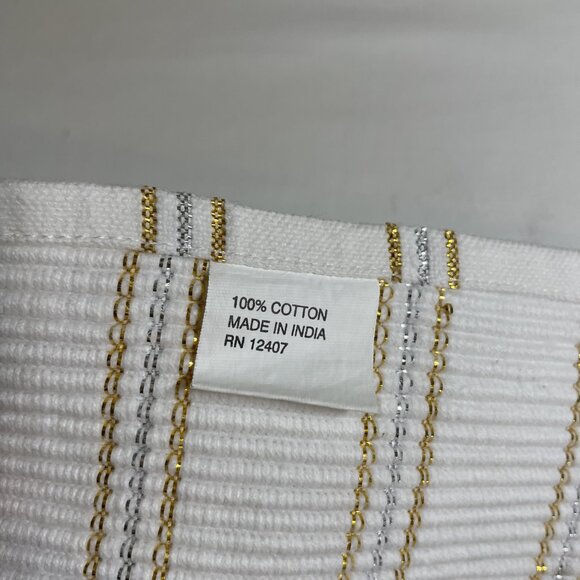 100% COTTON
MADE IN INDIA
RN 12407